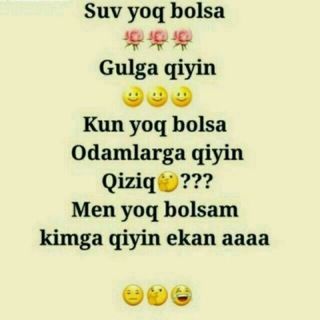 Suv yoq bolsa
🌹🌹🌹
Gulga qiyin
🌝🌝🌝
Kun yoq bolsa
Odamlarga qiyin
Qiziq🤔???
Men yoq bolsam
kimga qiyin ekan aaaa
😐🤔😂